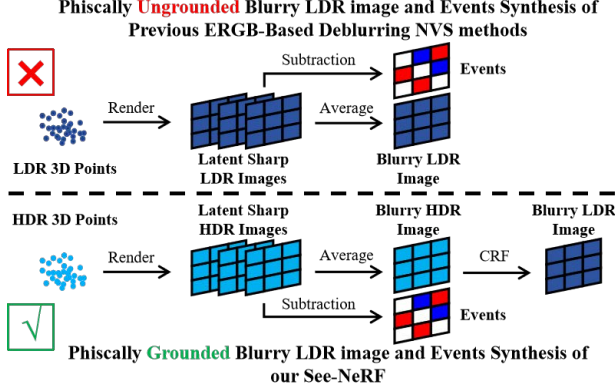 Phiscally Ungrounded Blurry LDR image and Events Synthesis of
Previous ERGB-Based Deblurring NVS methods
Subtraction
Events
Render
Average
LDR 3D Points
Latent Sharp
LDR Images
Blurry LDR
Image
HDR 3D Points
Latent Sharp
HDR Images
Blurry HDR
Image
Blurry LDR
Image
Render
Average
CRF
Subtraction
Events
Phiscally Grounded Blurry LDR image and Events Synthesis of
our See-NeRF